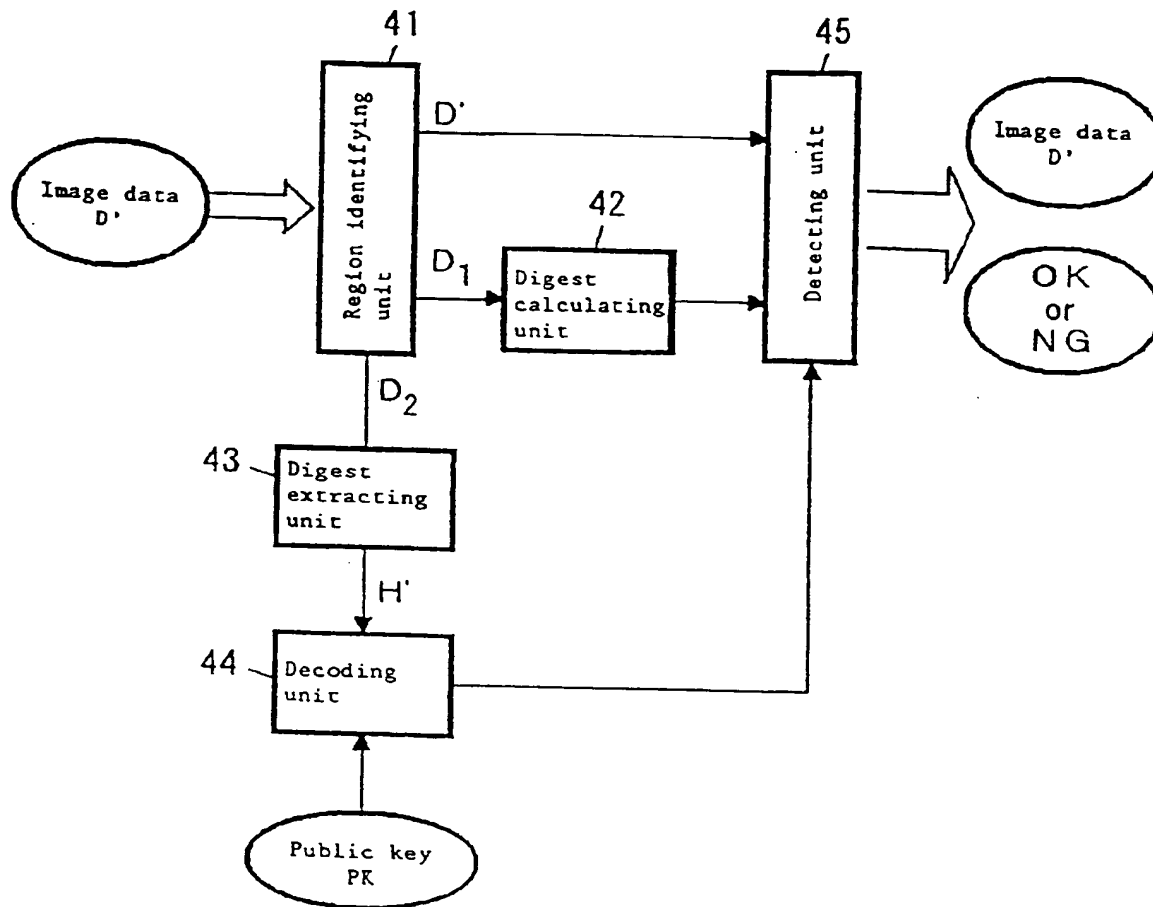 41
45
Image data
D'
Region identifying
unit
D'
Detecting unit
Image data
D'
42
D1
Digest
calculating
unit
OK
or
NG
D2
43
Digest
extracting
unit
H'
44
Decoding
unit
Public key
PK